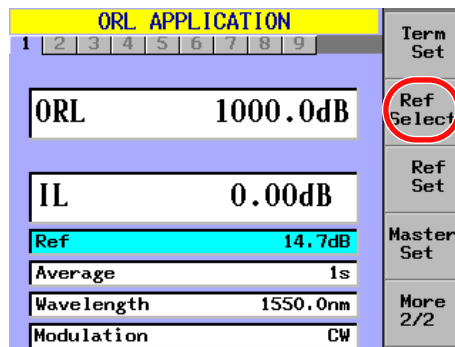 ORL APPLICATION
1 2 3 4 5 6 7 8 9
ORL 1000.0dB
IL 0.00dB
Ref 14.7dB
Average 1s
Wavelength 1550.0nm
Modulation CW
Term
Set
Ref
Select
Ref
Set
Master
Set
More
2/2